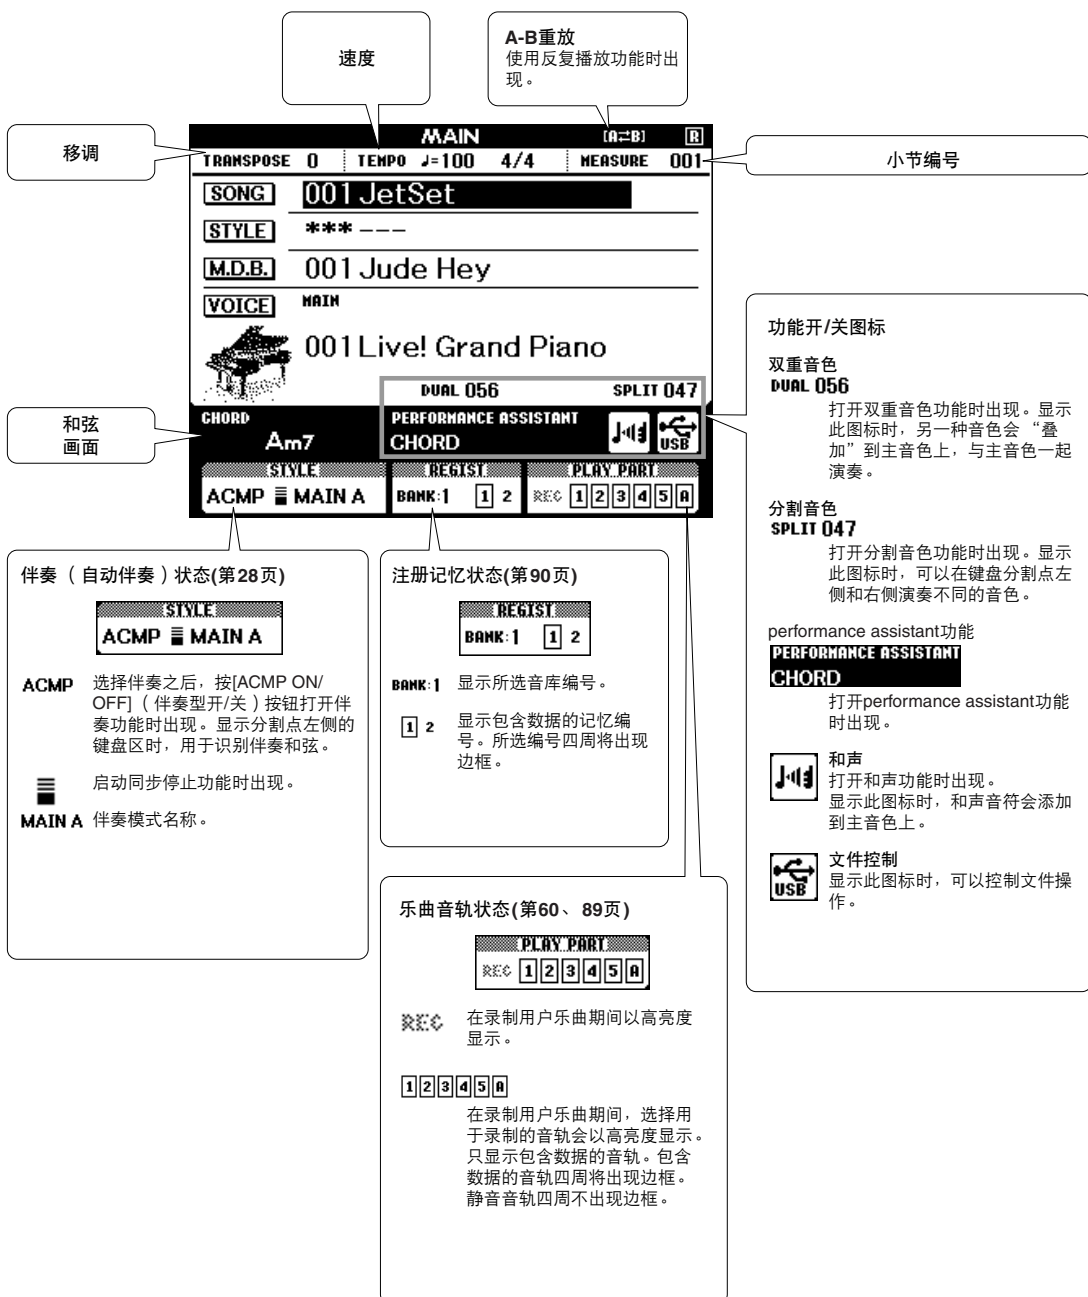 速度
A-B重放
使用反复播放功能时出
现。
移调
小节编号
MAIN [A⇄B] R
TRANSPOSE 0 TEMPO ♩=100 4/4 MEASURE 001
SONG 001 JetSet
STYLE *** ---
M.D.B. 001 Jude Hey
VOICE MAIN
001 Live! Grand Piano
DUAL 056 SPLIT 047
和弦
画面
CHORD PERFORMANCE ASSISTANT
Am7 CHORD USB
STYLE REGIST PLAY PART
ACMP MAIN A BANK:1 1 2 REC 1 2 3 4 5 A
功能开/关图标
双重音色
DUAL 056
打开双重音色功能时出现。显示
此图标时，另一种音色会“叠
加”到主音色上，与主音色一起
演奏。
分割音色
SPLIT 047
打开分割音色功能时出现。显示
此图标时，可以在键盘分割点左
侧和右侧演奏不同的音色。
performance assistant功能
PERFORMANCE ASSISTANT
CHORD
打开performance assistant功能
时出现。
和声
打开和声功能时出现。
显示此图标时，和声音符会添加
到主音色上。
USB
文件控制
显示此图标时，可以控制文件操
作。
伴奏（自动伴奏）状态(第28页)
STYLE
ACMP MAIN A
ACMP 选择伴奏之后，按[ACMP ON/
OFF]（伴奏型开/关）按钮打开伴
奏功能时出现。显示分割点左侧的
键盘区时，用于识别伴奏和弦。
启动同步停止功能时出现。
MAIN A 伴奏模式名称。
注册记忆状态(第90页)
REGIST
BANK:1 1 2
BANK:1 显示所选音库编号。
1 2 显示包含数据的记忆编
号。所选编号四周将出现
边框。
乐曲音轨状态(第60、89页)
PLAY PART
REC 1 2 3 4 5 A
REC 在录制用户乐曲期间以高亮度
显示。
1 2 3 4 5 A
在录制用户乐曲期间，选择用
于录制的音轨会以高亮度显示。
只显示包含数据的音轨。包含
数据的音轨四周将出现边框。
静音音轨四周不出现边框。